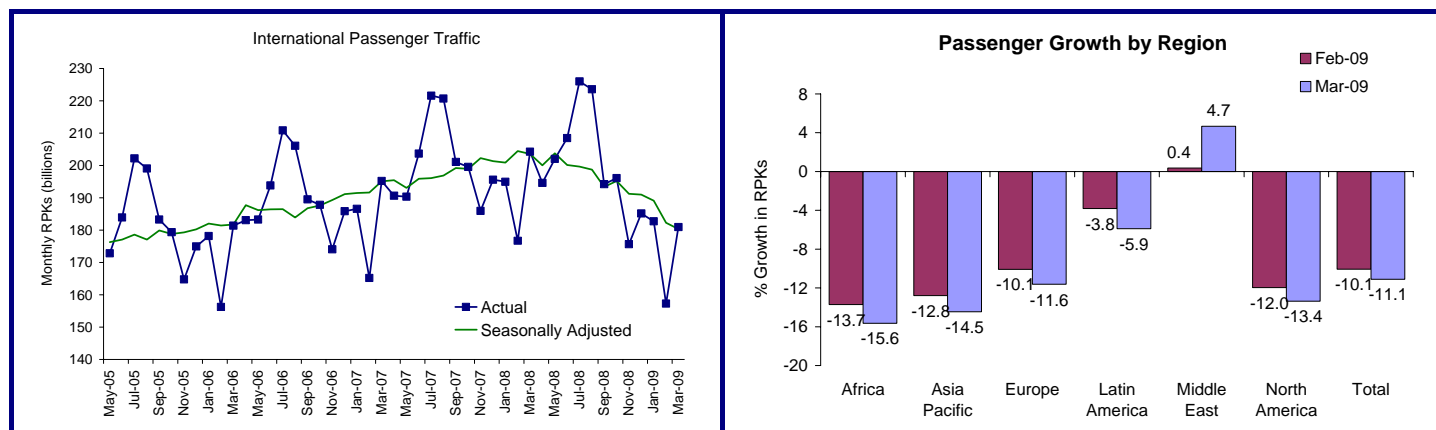 International Passenger Traffic
Monthly RPKs (billions)
230
220
210
200
190
180
170
160
150
140
Actual
Seasonally Adjusted
May-05
Jul-05
Sep-05
Nov-05
Jan-06
Mar-06
May-06
Jul-06
Sep-06
Nov-06
Jan-07
Mar-07
May-07
Jul-07
Sep-07
Nov-07
Jan-08
Mar-08
May-08
Jul-08
Sep-08
Nov-08
Jan-09
Mar-09
Passenger Growth by Region
Feb-09
Mar-09
% Growth in RPKs
8
4
0
-4
-8
-12
-16
-20
-13.7
-15.6
-12.8
-14.5
-10.1
-11.6
-3.8
-5.9
0.4
4.7
-12.0
-13.4
-10.1
-11.1
Africa
Asia
Pacific
Europe
Latin
America
Middle
East
North
America
Total